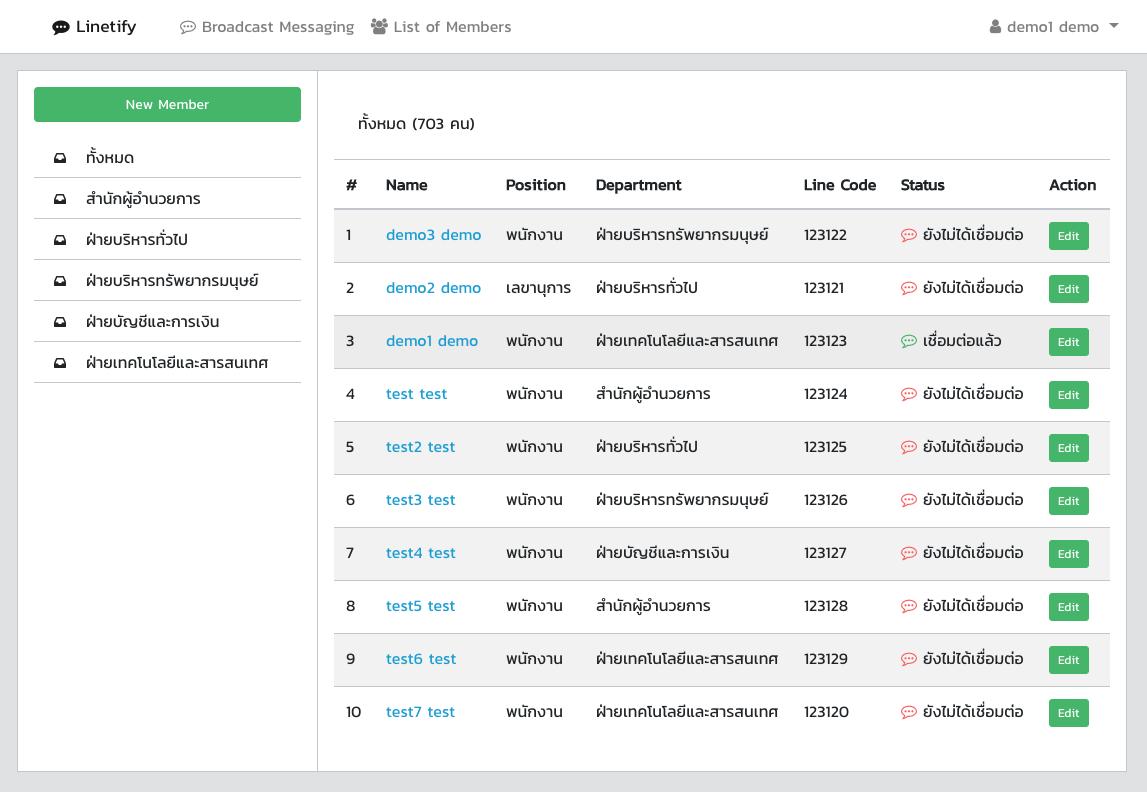 Linetify Broadcast Messaging List of Members demo1 demo
New Member
ทั้งหมด
สำนักผู้อำนวยการ
ฝ่ายบริหารทั่วไป
ฝ่ายบริหารทรัพยากรมนุษย์
ฝ่ายบัญชีและการเงิน
ฝ่ายเทคโนโลยีและสารสนเทศ
ทั้งหมด (703 คน)
# Name Position Department Line Code Status Action
1 demo3 demo พนักงาน ฝ่ายบริหารทรัพยากรมนุษย์ 123122 ยังไม่ได้เชื่อมต่อ Edit
2 demo2 demo เลขานุการ ฝ่ายบริหารทั่วไป 123121 ยังไม่ได้เชื่อมต่อ Edit
3 demo1 demo พนักงาน ฝ่ายเทคโนโลยีและสารสนเทศ 123123 เชื่อมต่อแล้ว Edit
4 test test พนักงาน สำนักผู้อำนวยการ 123124 ยังไม่ได้เชื่อมต่อ Edit
5 test2 test พนักงาน ฝ่ายบริหารทั่วไป 123125 ยังไม่ได้เชื่อมต่อ Edit
6 test3 test พนักงาน ฝ่ายบริหารทรัพยากรมนุษย์ 123126 ยังไม่ได้เชื่อมต่อ Edit
7 test4 test พนักงาน ฝ่ายบัญชีและการเงิน 123127 ยังไม่ได้เชื่อมต่อ Edit
8 test5 test พนักงาน สำนักผู้อำนวยการ 123128 ยังไม่ได้เชื่อมต่อ Edit
9 test6 test พนักงาน ฝ่ายเทคโนโลยีและสารสนเทศ 123129 ยังไม่ได้เชื่อมต่อ Edit
10 test7 test พนักงาน ฝ่ายเทคโนโลยีและสารสนเทศ 123120 ยังไม่ได้เชื่อมต่อ Edit